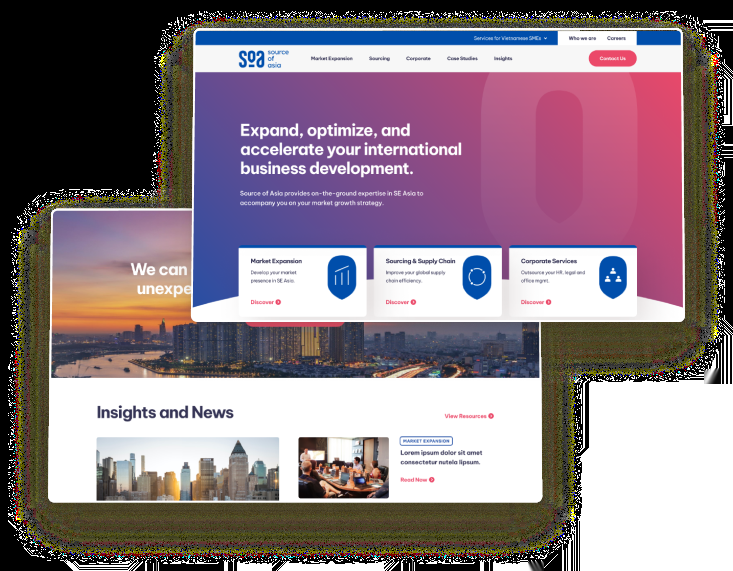 Services for Vietnamese SMEs
Who we are
Careers
soa
source
of
asia
Market Expansion
Sourcing
Corporate
Case Studies
Insights
Contact Us
Expand, optimize, and
accelerate your international
business development.
Source of Asia provides on-the-ground expertise in SE Asia to
accompany you on your market growth strategy.
Market Expansion
Develop your market
presence in SE Asia.
Discover
Sourcing & Supply Chain
Improve your global supply
chain efficiency.
Discover
Corporate Services
Outsource your HR, legal and
office mgmt.
Discover
We can
unexpe
Insights and News
View Resources
MARKET EXPANSION
Lorem ipsum dolor sit amet
consectetur nutela lipsum.
Read Now